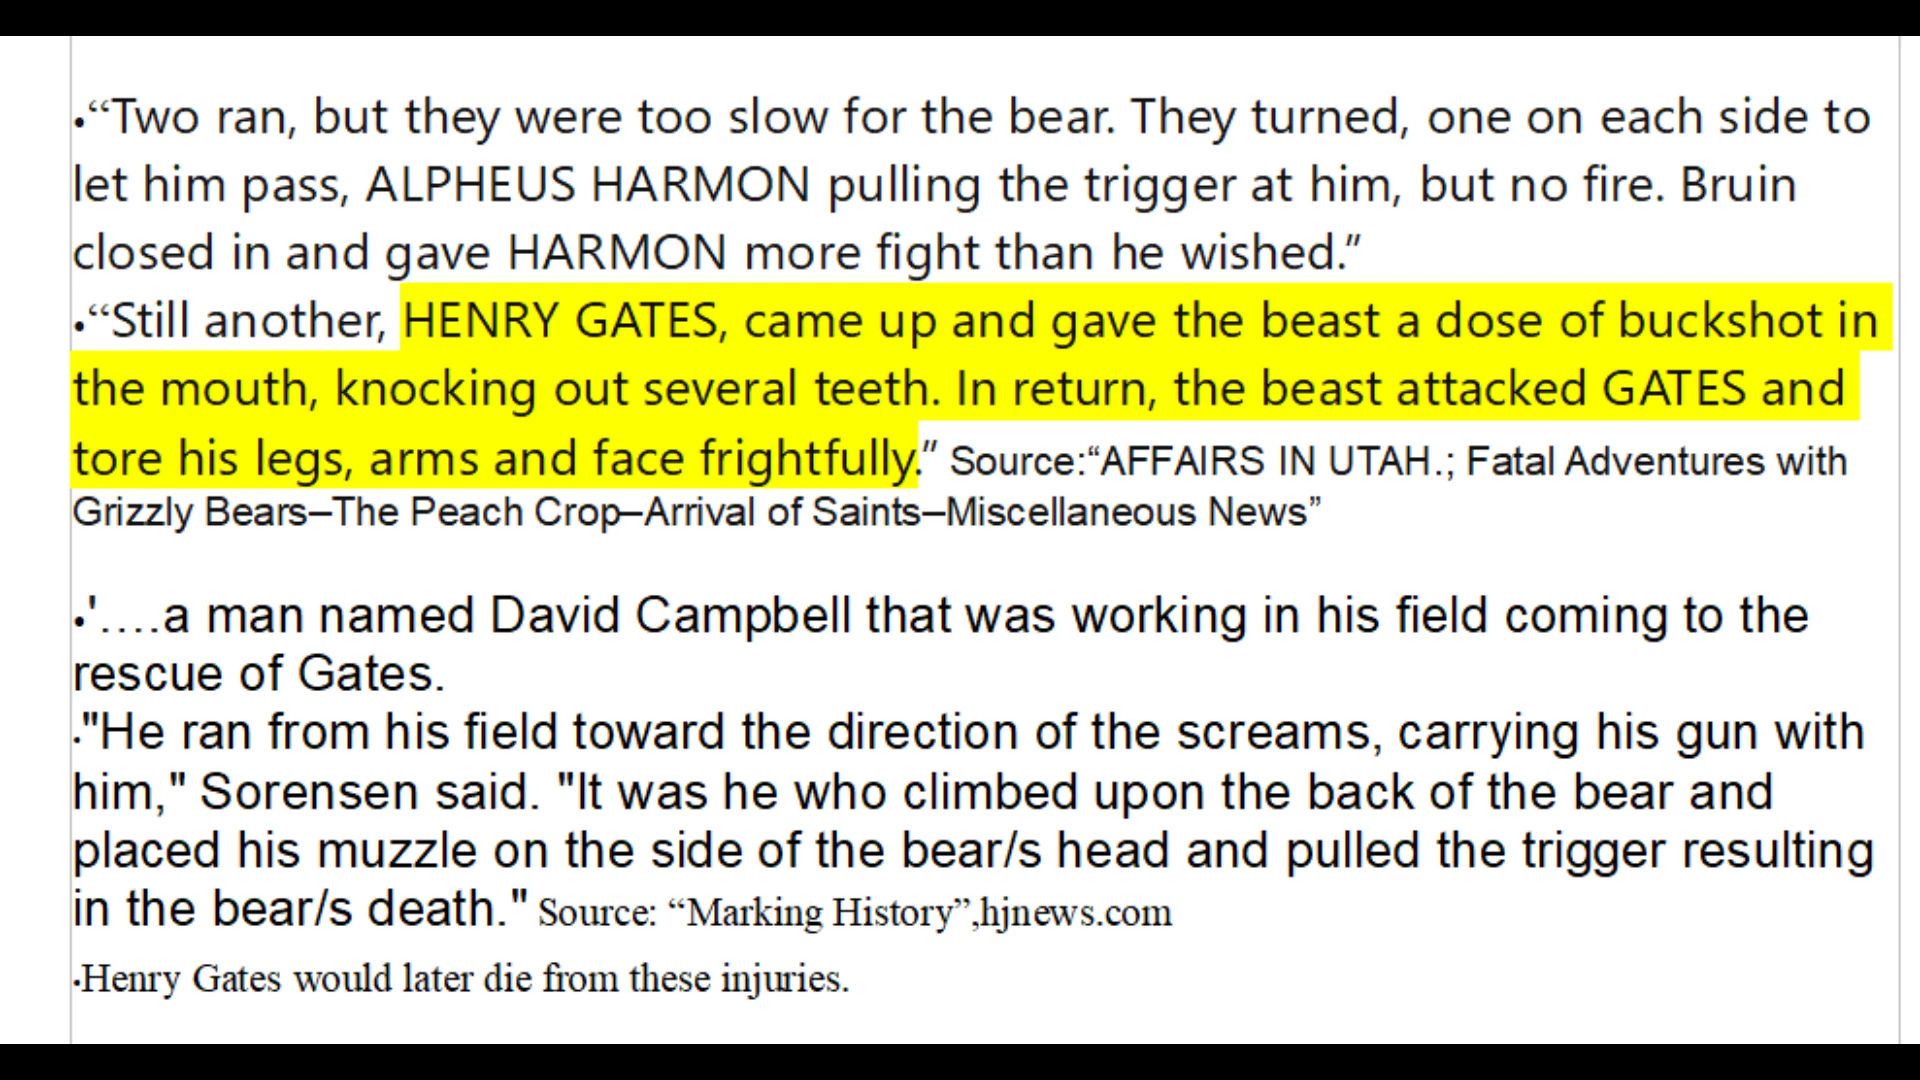 •“Two ran, but they were too slow for the bear. They turned, one on each side to
let him pass, ALPHEUS HARMON pulling the trigger at him, but no fire. Bruin
closed in and gave HARMON more fight than he wished.”
•“Still another, HENRY GATES, came up and gave the beast a dose of buckshot in
the mouth, knocking out several teeth. In return, the beast attacked GATES and
tore his legs, arms and face frightfully.” Source:“AFFAIRS IN UTAH.; Fatal Adventures with
Grizzly Bears—The Peach Crop—Arrival of Saints—Miscellaneous News”
•'….a man named David Campbell that was working in his field coming to the
rescue of Gates.
•"He ran from his field toward the direction of the screams, carrying his gun with
him," Sorensen said. "It was he who climbed upon the back of the bear and
placed his muzzle on the side of the bear/s head and pulled the trigger resulting
in the bear/s death." Source: “Marking History”,hjnews.com
•Henry Gates would later die from these injuries.